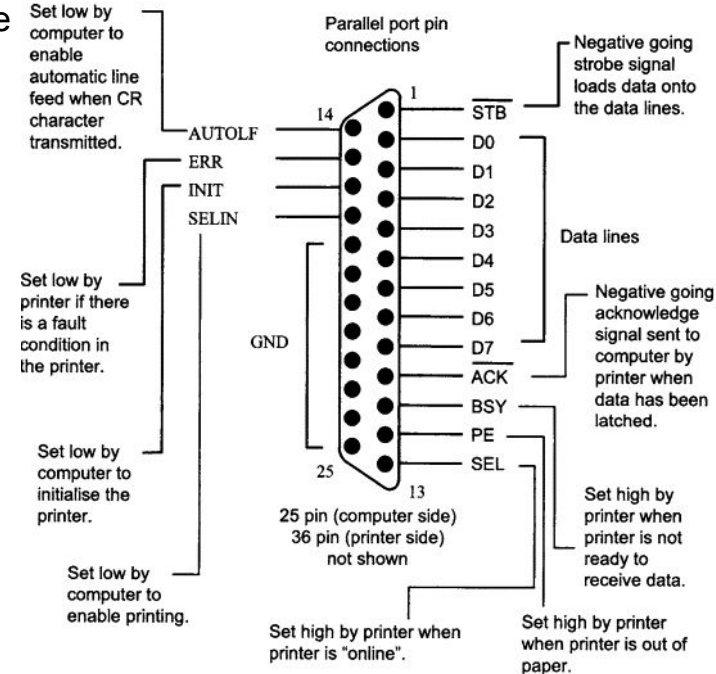 e
Set low by
computer to
enable
automatic line
feed when CR
character
transmitted.
Parallel port pin
connections
Negative going
strobe signal
loads data onto
the data lines.
14
1
AUTOLF
ERR
INIT
SELIN
STB
D0
D1
D2
D3
D4
D5
D6
D7
ACK
BSY
PE
SEL
Data lines
Set low by
printer if there
is a fault
condition in
the printer.
GND
Negative going
acknowledge
signal sent to
computer by
printer when
data has been
latched.
Set low by
computer to
initialise the
printer.
25
13
25 pin (computer side)
36 pin (printer side)
not shown
Set high by
printer when
printer is not
ready to
receive data.
Set low by
computer to
enable printing.
Set high by printer when
printer is "online".
Set high by printer
when printer is out of
paper.